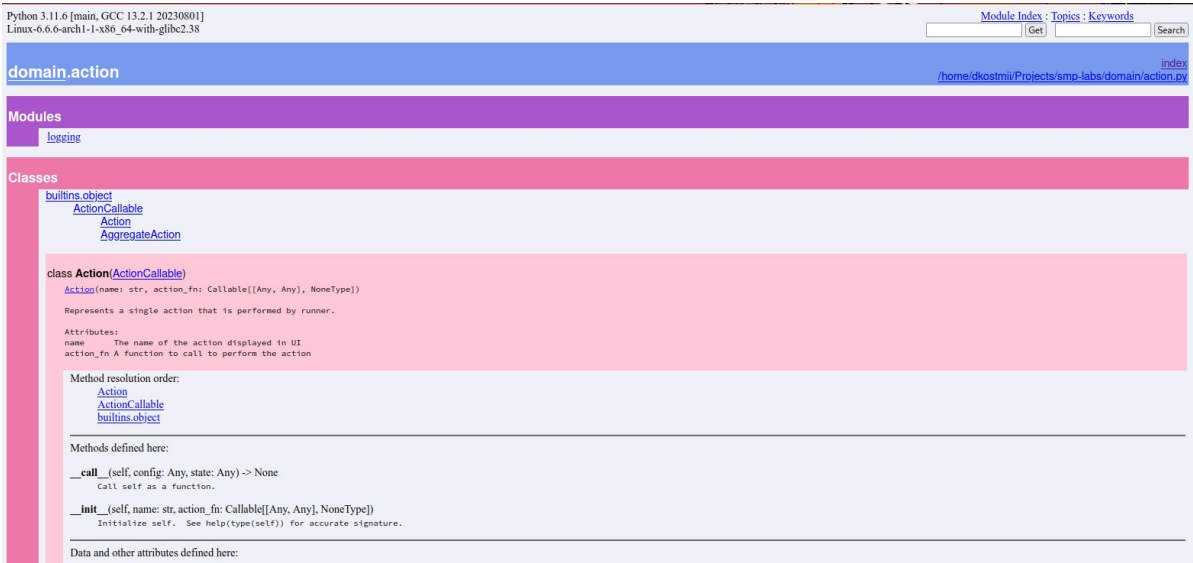 Python 3.11.6 [main, GCC 13.2.1 20230801]
Linux-6.6.6-arch1-1-x86_64-with-glibc2.38
Module Index : Topics : Keywords
Get Search
domain.action
index
/home/dkostmii/Projects/smp-labs/domain/action.py
Modules
logging
Classes
builtins.object
ActionCallable
Action
AggregateAction
class Action(ActionCallable)
Action(name: str, action_fn: Callable[[Any, Any], NoneType])
Represents a single action that is performed by runner.
Attributes:
name The name of the action displayed in UI
action_fn A function to call to perform the action
Method resolution order:
Action
ActionCallable
builtins.object
Methods defined here:
__call__(self, config: Any, state: Any) -> None
Call self as a function.
__init__(self, name: str, action_fn: Callable[[Any, Any], NoneType])
Initialize self. See help(type(self)) for accurate signature.
Data and other attributes defined here: